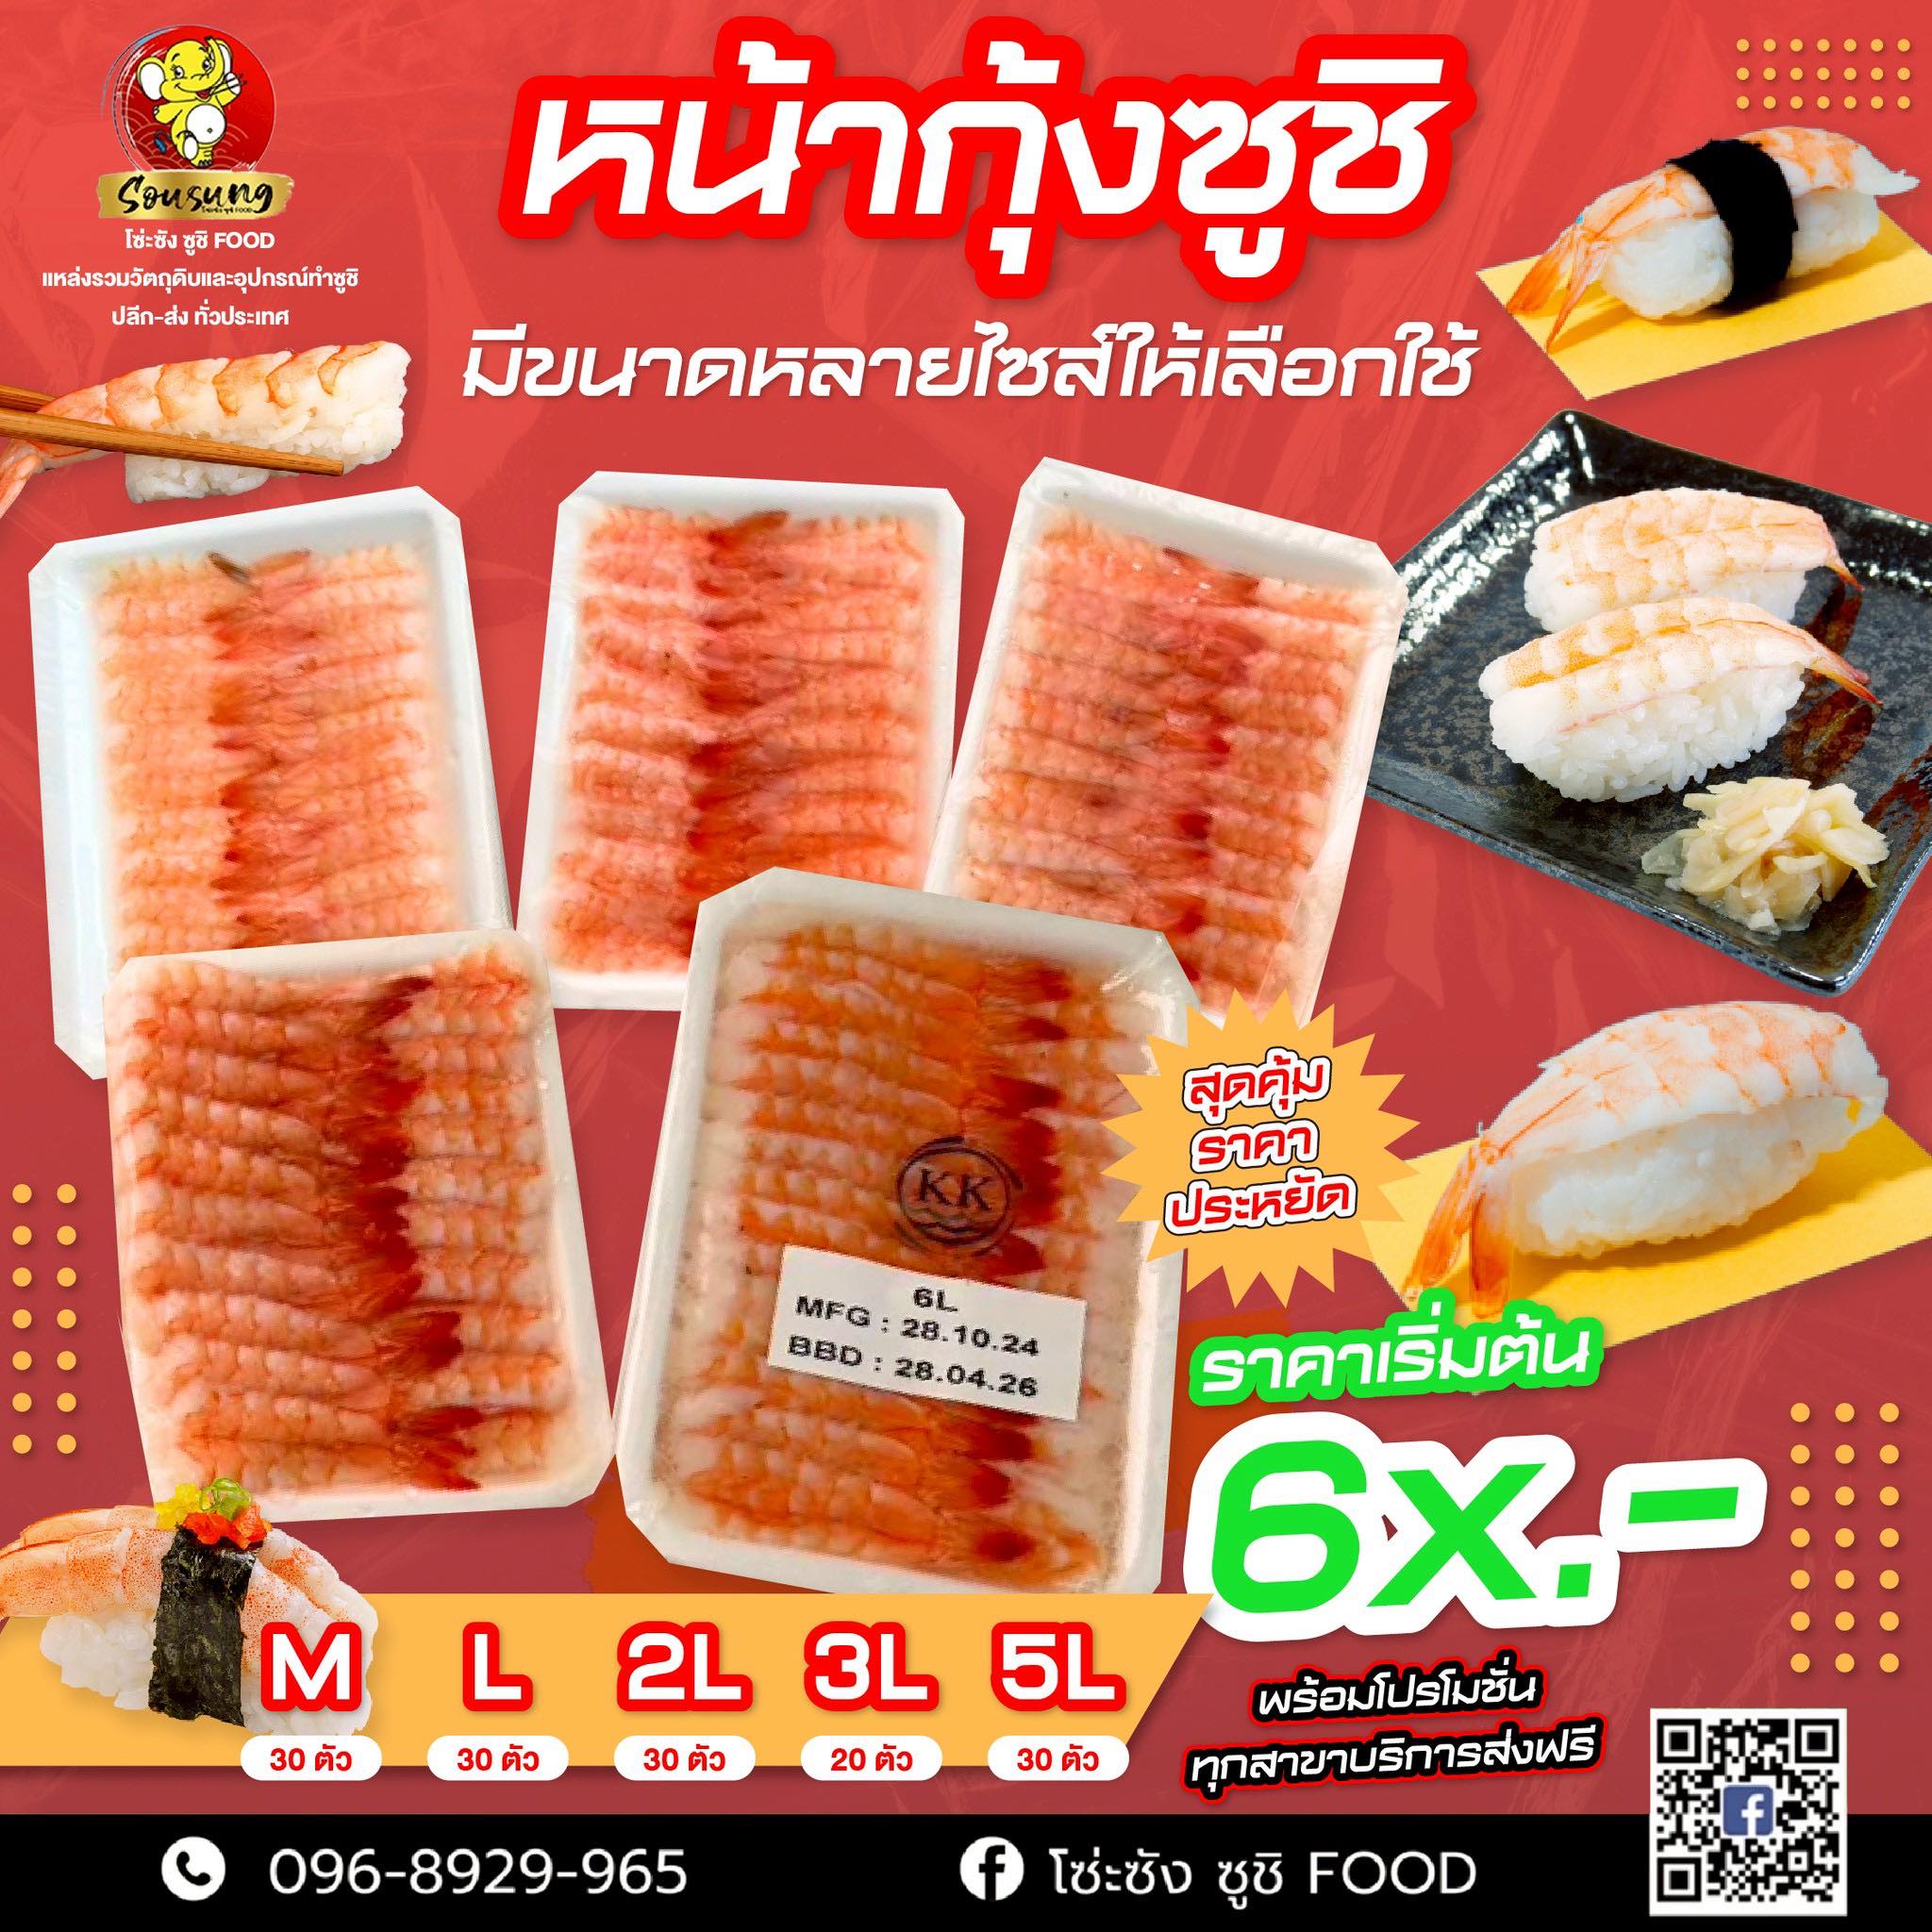 Sousung
โซ่ะซัง ซูชิ FOOD
แหล่งรวมวัตถุดิบและอุปกรณ์ทำซูชิ
ปลีก-ส่ง ทั่วประเทศ
หน้ากุ้งซูชิ
มีขนาดหลายไซส์ให้เลือกใช้
สุดคุ้ม
ราคา
ประหยัด
KK
6L
MFG : 28.10.24
BBD : 28.04.26
ราคาเริ่มต้น
6x.-
M L 2L 3L 5L
30 ตัว 30 ตัว 30 ตัว 20 ตัว 30 ตัว
พร้อมโปรโมชั่น
ทุกสาขาบริการส่งฟรี
096-8929-965
โซ่ะซัง ซูชิ FOOD